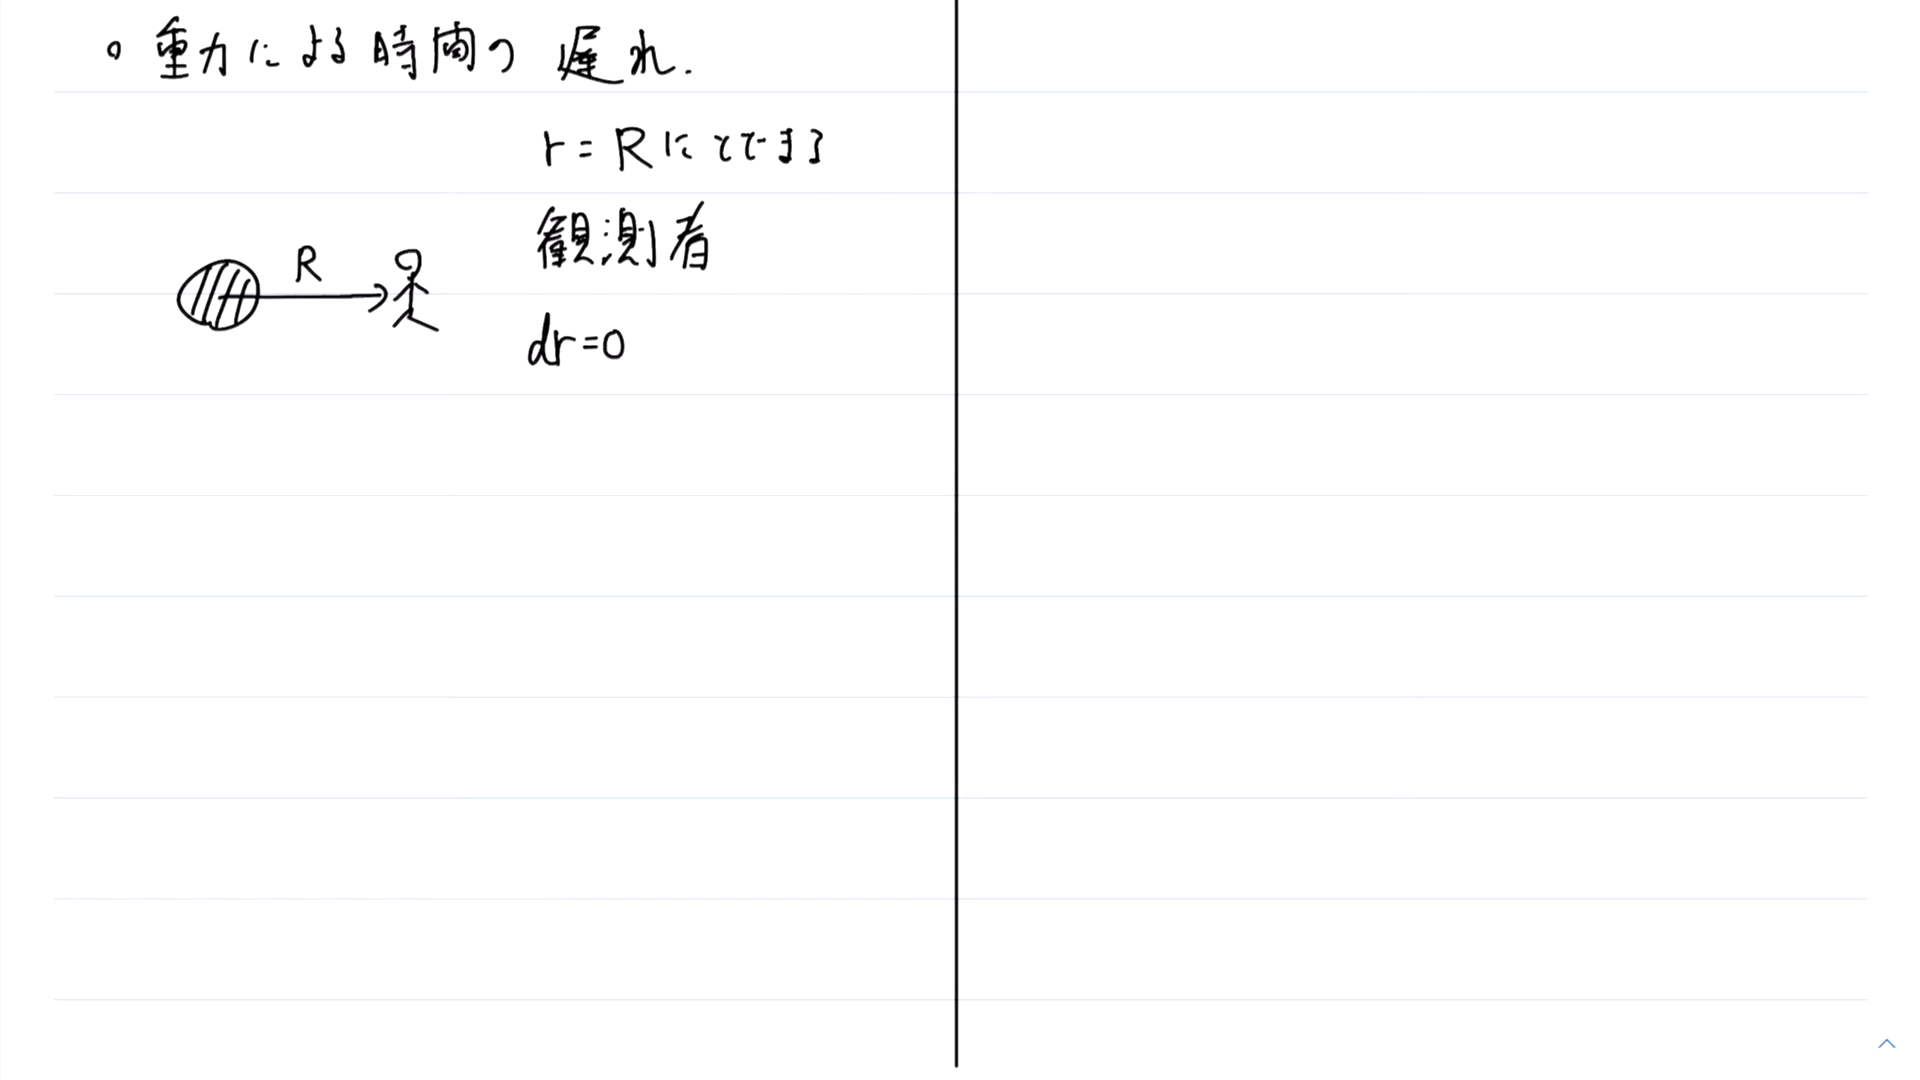 ○ 重力による時間の遅れ.
r = Rにとどまる
観測者
R
dr=0